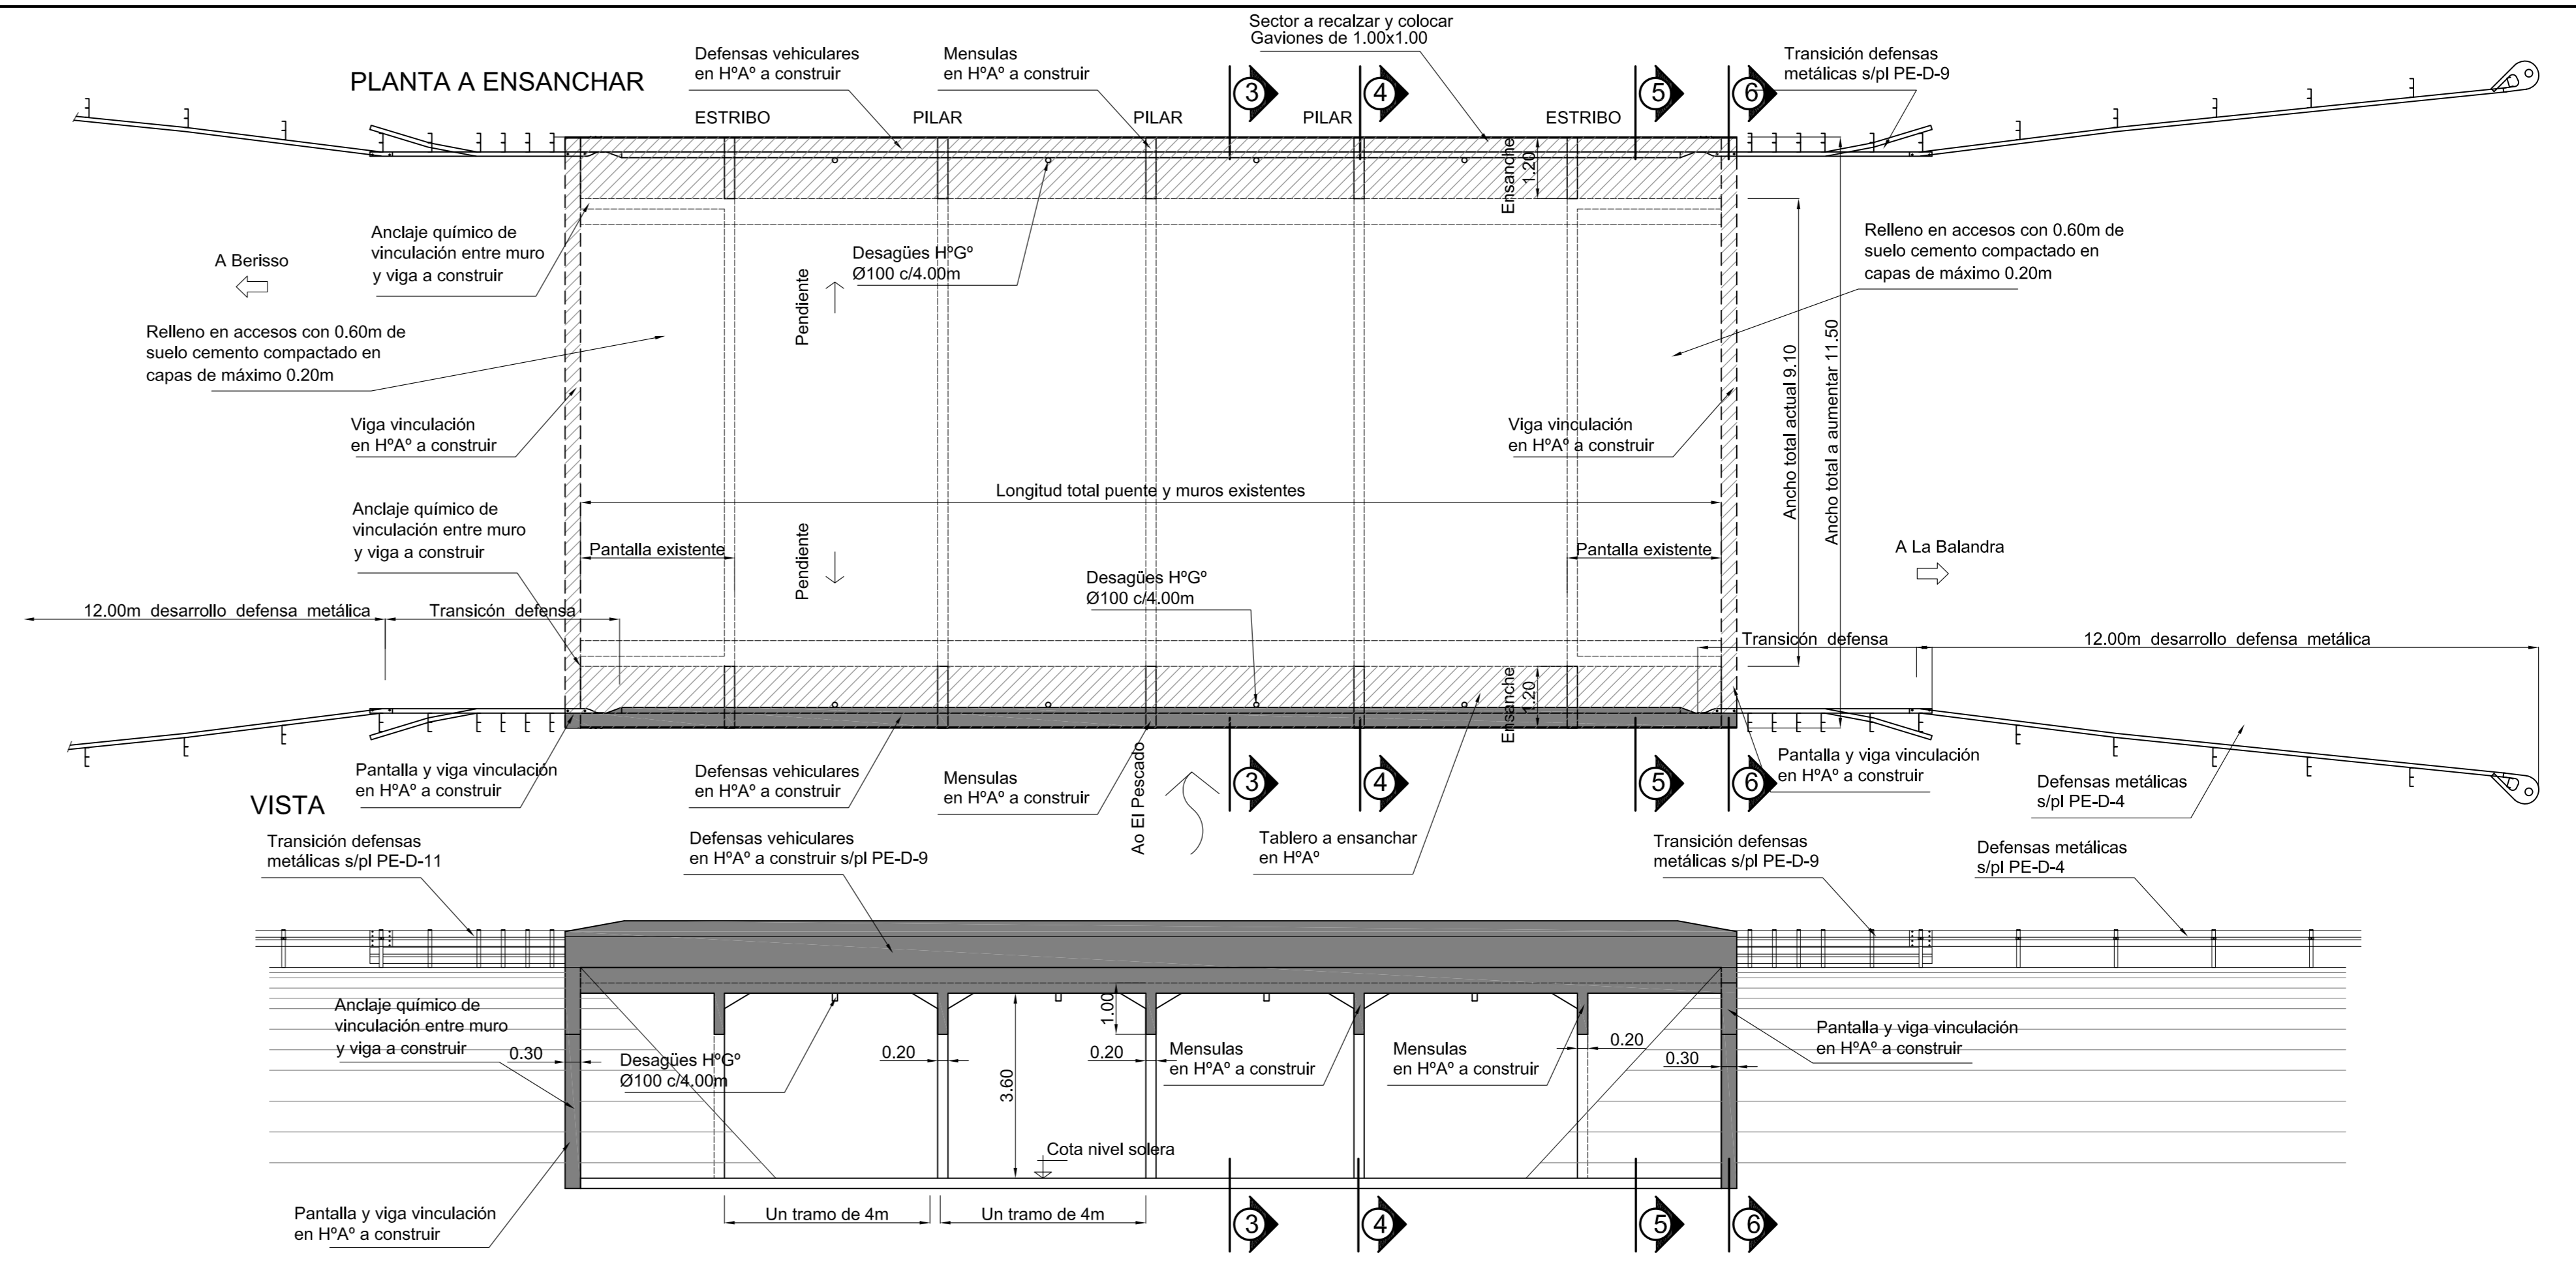 PLANTA A ENSANCHAR
Defensas vehiculares
en HºAº a construir
Mensulas
en HºAº a construir
Sector a recalzar y colocar
Gaviones de 1.00x1.00
Transición defensas
metálicas s/pl PE-D-9
3
4
5
6
ESTRIBO
PILAR
PILAR
PILAR
ESTRIBO
Ensanche
1.20
Anclaje químico de
vinculación entre muro
y viga a construir
A Berisso
Desagües HºGº
Ø100 c/4.00m
Pendiente
Relleno en accesos con 0.60m de
suelo cemento compactado en
capas de máximo 0.20m
Relleno en accesos con 0.60m de
suelo cemento compactado en
capas de máximo 0.20m
Viga vinculación
en HºAº a construir
Viga vinculación
en HºAº a construir
Ancho total actual 9.10
Ancho total a aumentar 11.50
Longitud total puente y muros existentes
Anclaje químico de
vinculación entre muro
y viga a construir
Pantalla existente
Pendiente
Pantalla existente
A La Balandra
Desagües HºGº
Ø100 c/4.00m
12.00m desarrollo defensa metálica
Transicón defensa
Transicón defensa
12.00m desarrollo defensa metálica
Ensanche
1.20
Pantalla y viga vinculación
en HºAº a construir
Defensas vehiculares
en HºAº a construir
Mensulas
en HºAº a construir
Ao El Pescado
3
4
5
6
Pantalla y viga vinculación
en HºAº a construir
Defensas metálicas
s/pl PE-D-4
VISTA
Transición defensas
metálicas s/pl PE-D-11
Defensas vehiculares
en HºAº a construir s/pl PE-D-9
Tablero a ensanchar
en HºAº
Transición defensas
metálicas s/pl PE-D-9
Defensas metálicas
s/pl PE-D-4
Anclaje químico de
vinculación entre muro
y viga a construir
0.30
Desagües HºGº
Ø100 c/4.00m
0.20
3.60
1.00
0.20
Mensulas
en HºAº a construir
Mensulas
en HºAº a construir
0.20
0.30
Pantalla y viga vinculación
en HºAº a construir
Cota nivel solera
Pantalla y viga vinculación
en HºAº a construir
Un tramo de 4m
Un tramo de 4m
3
4
5
6